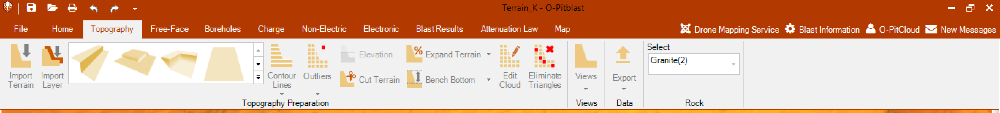 Terrain_K - O-Pitblast
File Home Topography Free-Face Boreholes Charge Non-Electric Electronic Blast Results Attenuation Law Map Drone Mapping Service Blast Information O-PitCloud New Messages
Import Terrain
Import Layer
Contour Lines
Outliers
Elevation
Cut Terrain
% Expand Terrain
Bench Bottom
Edit Cloud
Eliminate Triangles
Topography Preparation
Views
Views
Export
Data
Select
Granite(2)
Rock